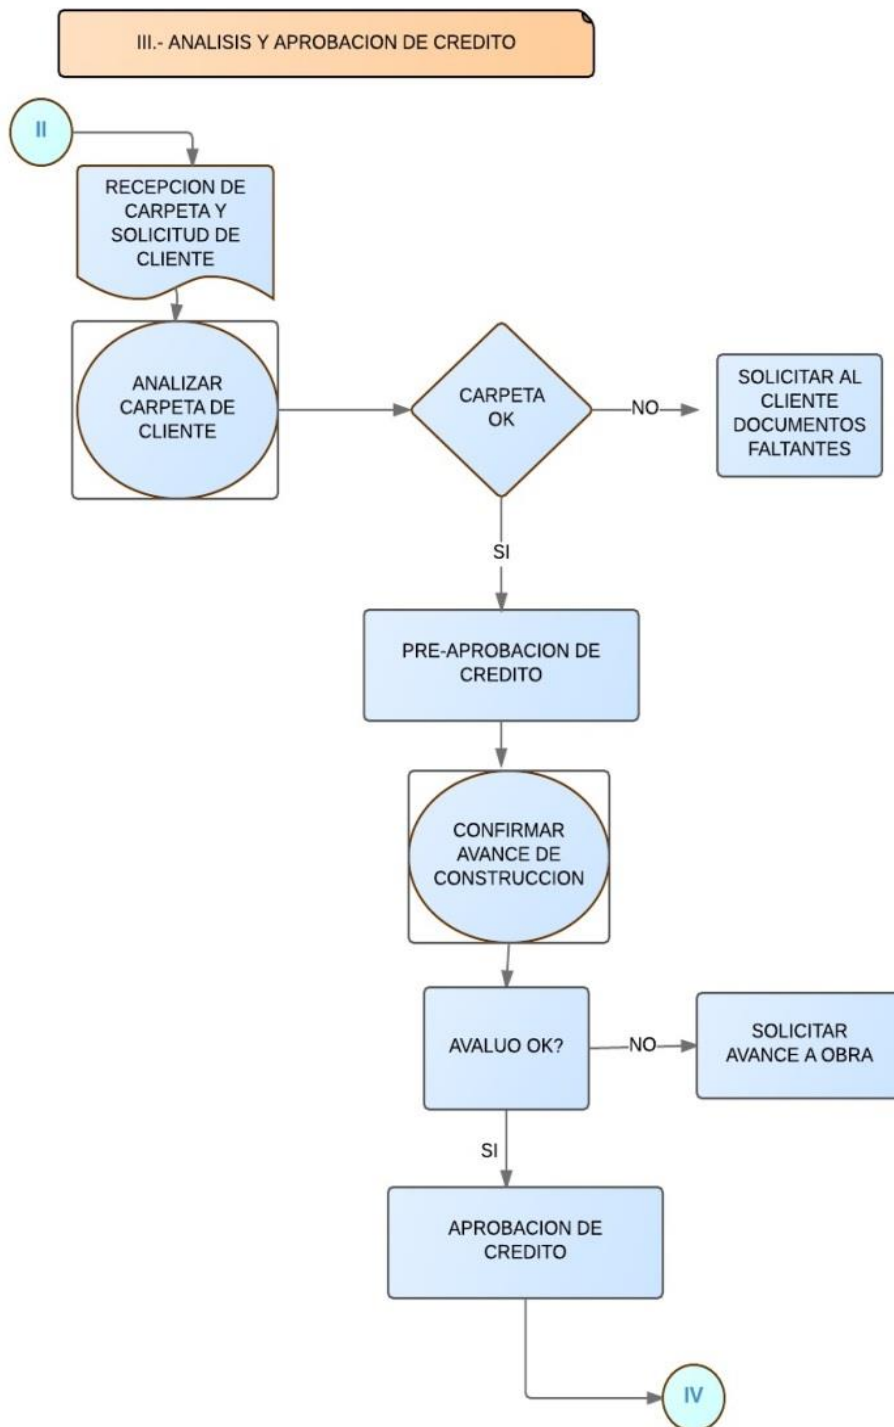 III.- ANALISIS Y APROBACION DE CREDITO
II
RECEPCION DE
CARPETA Y
SOLICITUD DE
CLIENTE
ANALIZAR
CARPETA DE
CLIENTE
CARPETA
OK
NO
SOLICITAR AL
CLIENTE
DOCUMENTOS
FALTANTES
SI
PRE-APROBACION DE
CREDITO
CONFIRMAR
AVANCE DE
CONSTRUCCION
AVALUO OK?
NO
SOLICITAR
AVANCE A OBRA
SI
APROBACION DE
CREDITO
IV